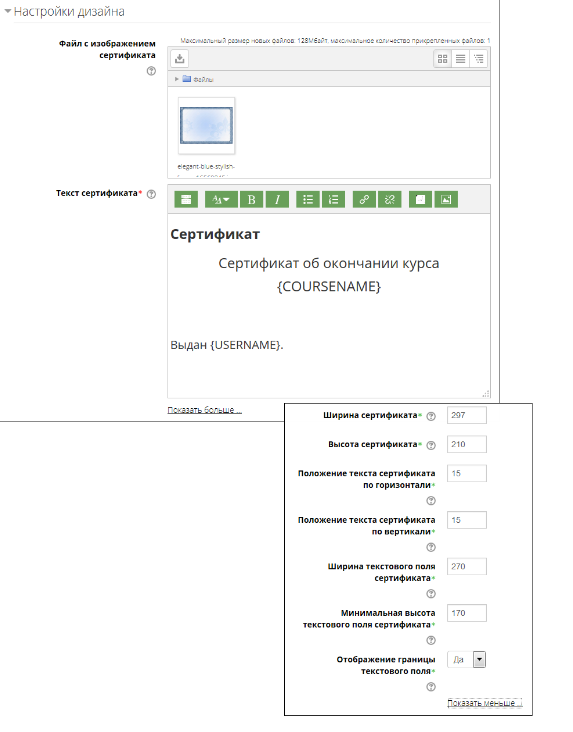 Настройки дизайна
Файл с изображением
сертификата
Максимальный размер новых файлов: 128Мбайт, максимальное количество прикрепленных файлов: 1
Файлы
elegant-blue-stylish-
Текст сертификата*
Сертификат
Сертификат об окончании курса
{COURSENAME}
Выдан {USERNAME}.
Показать больше ...
Ширина сертификата* 297
Высота сертификата* 210
Положение текста сертификата
по горизонтали* 15
Положение текста сертификата
по вертикали* 15
Ширина текстового поля
сертификата* 270
Минимальная высота
текстового поля сертификата* 170
Отображение границы
текстового поля* Да
Показать меньше ...